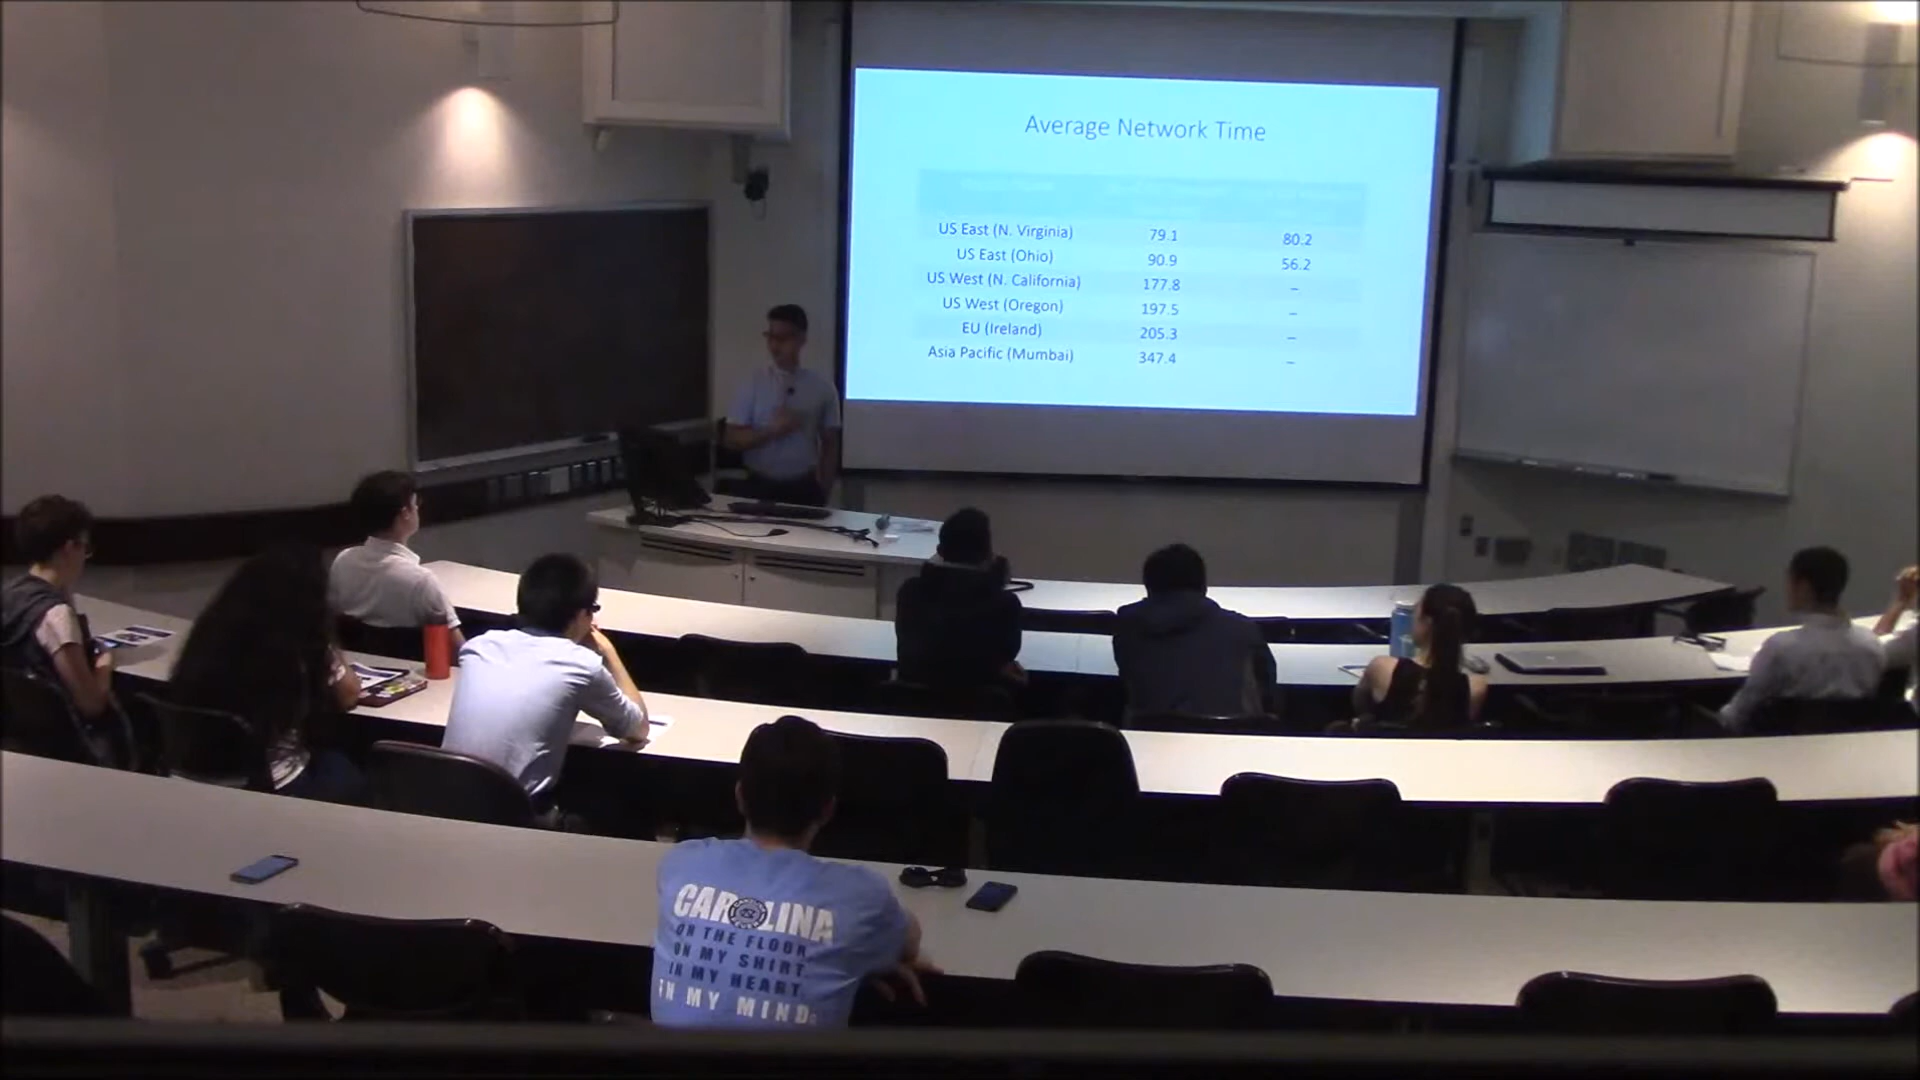 Average Network Time
US East (N. Virginia) 79.1 80.2
US East (Ohio) 90.9 56.2
US West (N. California) 177.8 –
US West (Oregon) 197.5 –
EU (Ireland) 205.3 –
Asia Pacific (Mumbai) 347.4 –
CAROLINA
ON THE FLOOR.
ON MY SHIRT.
IN MY HEART.
IN MY MIND.